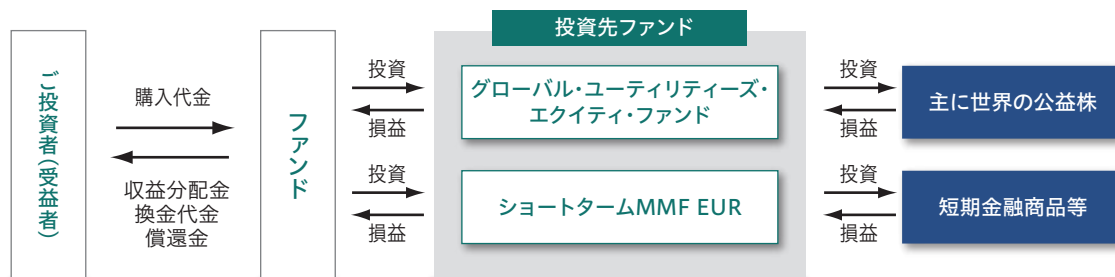 投資先ファンド
ご投資者(受益者)
購入代金
収益分配金
換金代金
償還金
ファンド
投資
損益
グローバル・ユーティリティーズ・
エクイティ・ファンド
投資
損益
主に世界の公益株
投資
損益
ショートタームMMF EUR
投資
損益
短期金融商品等